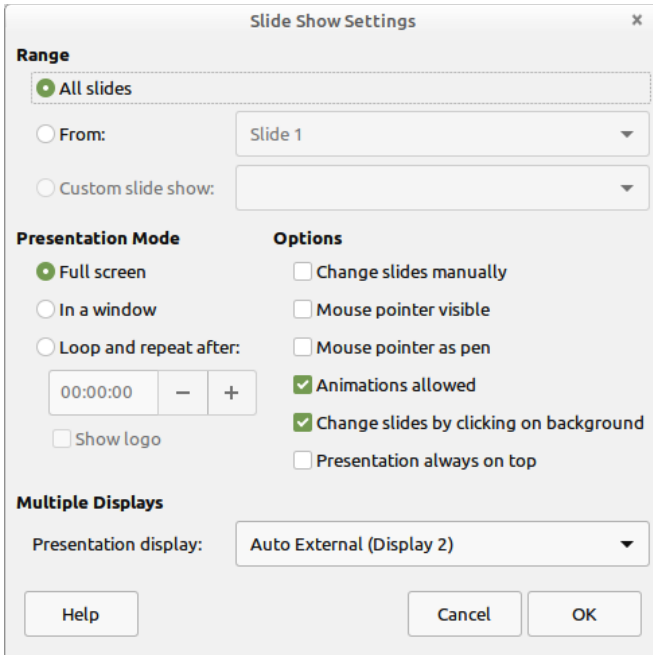 Slide Show Settings
Range
All slides
From: Slide 1
Custom slide show:
Presentation Mode Options
Full screen Change slides manually
In a window Mouse pointer visible
Loop and repeat after: Mouse pointer as pen
00:00:00 − + Animations allowed
Show logo Change slides by clicking on background
Presentation always on top
Multiple Displays
Presentation display: Auto External (Display 2)
Help Cancel OK